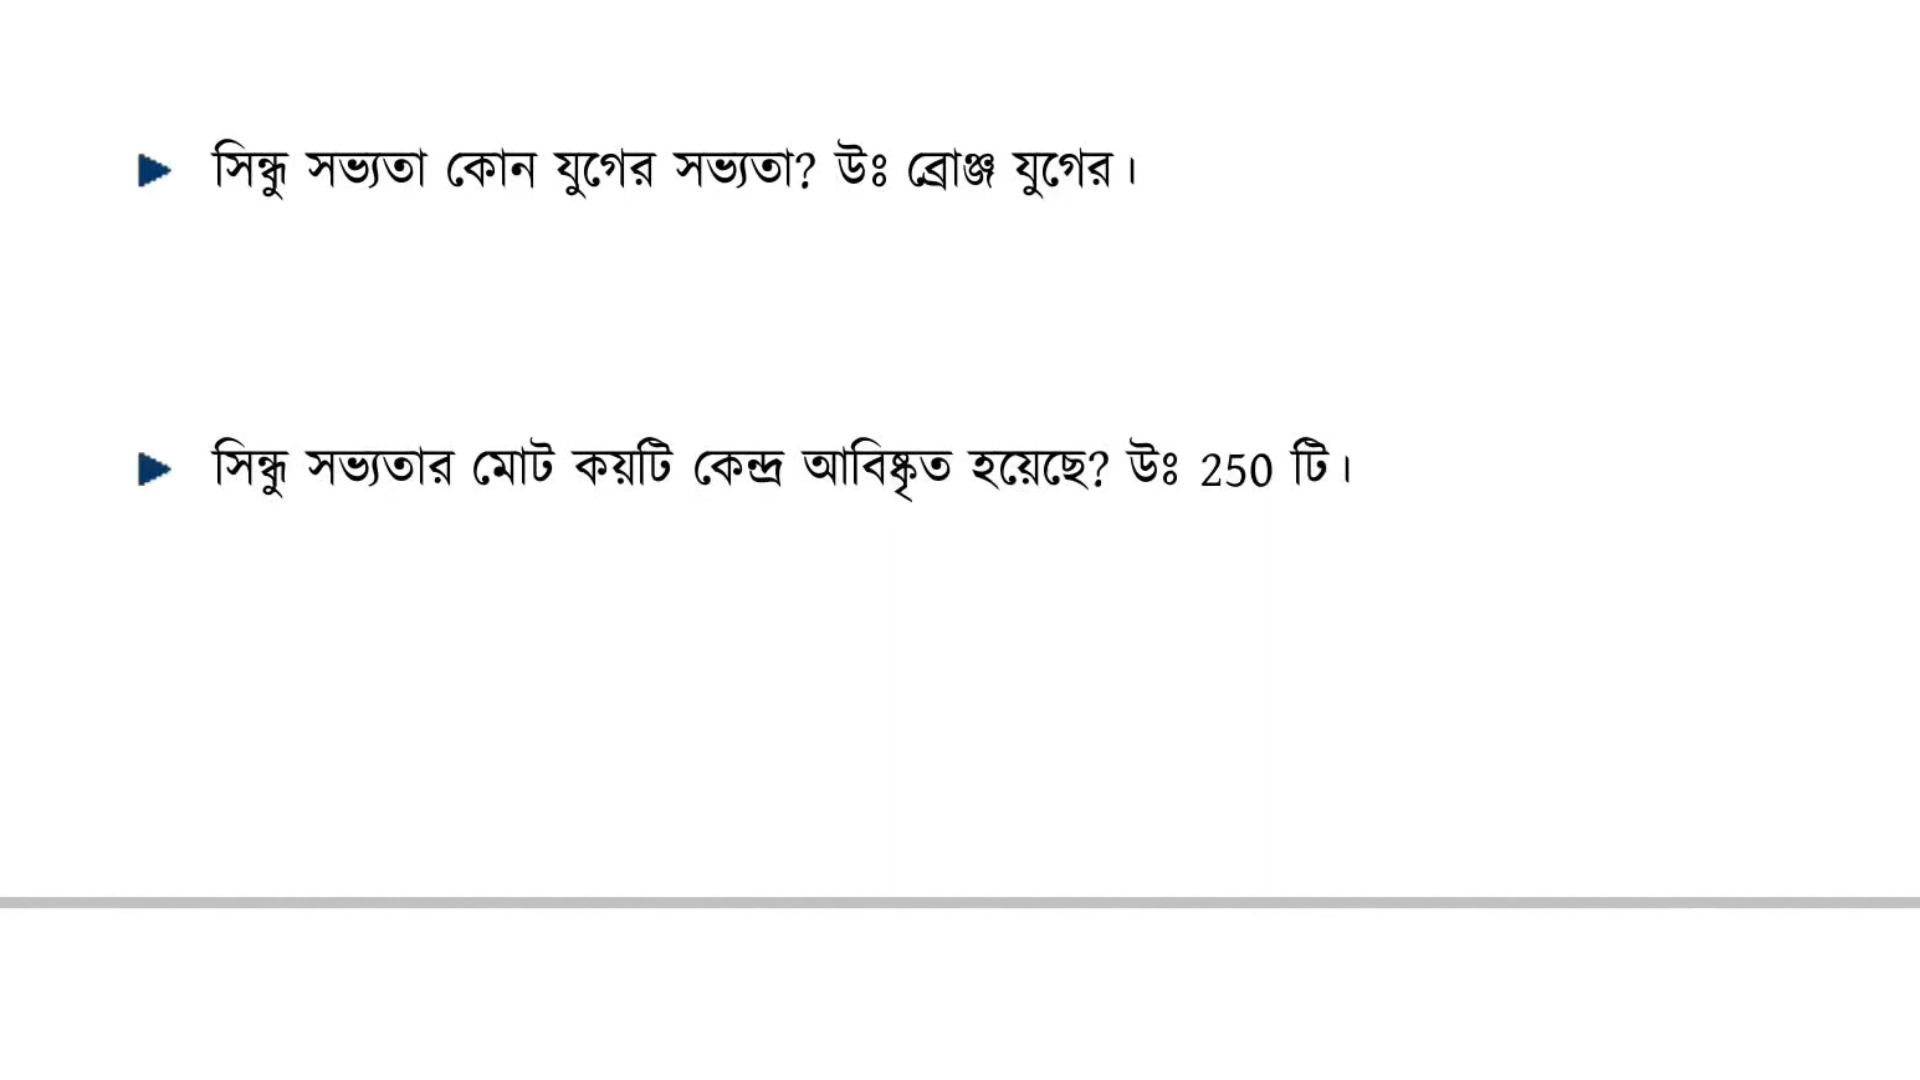 সিন্ধু সভ্যতা কোন যুগের সভ্যতা? উঃ ব্রোঞ্জ যুগের।
সিন্ধু সভ্যতার মোট কয়টি কেন্দ্র আবিষ্কৃত হয়েছে? উঃ 250 টি।